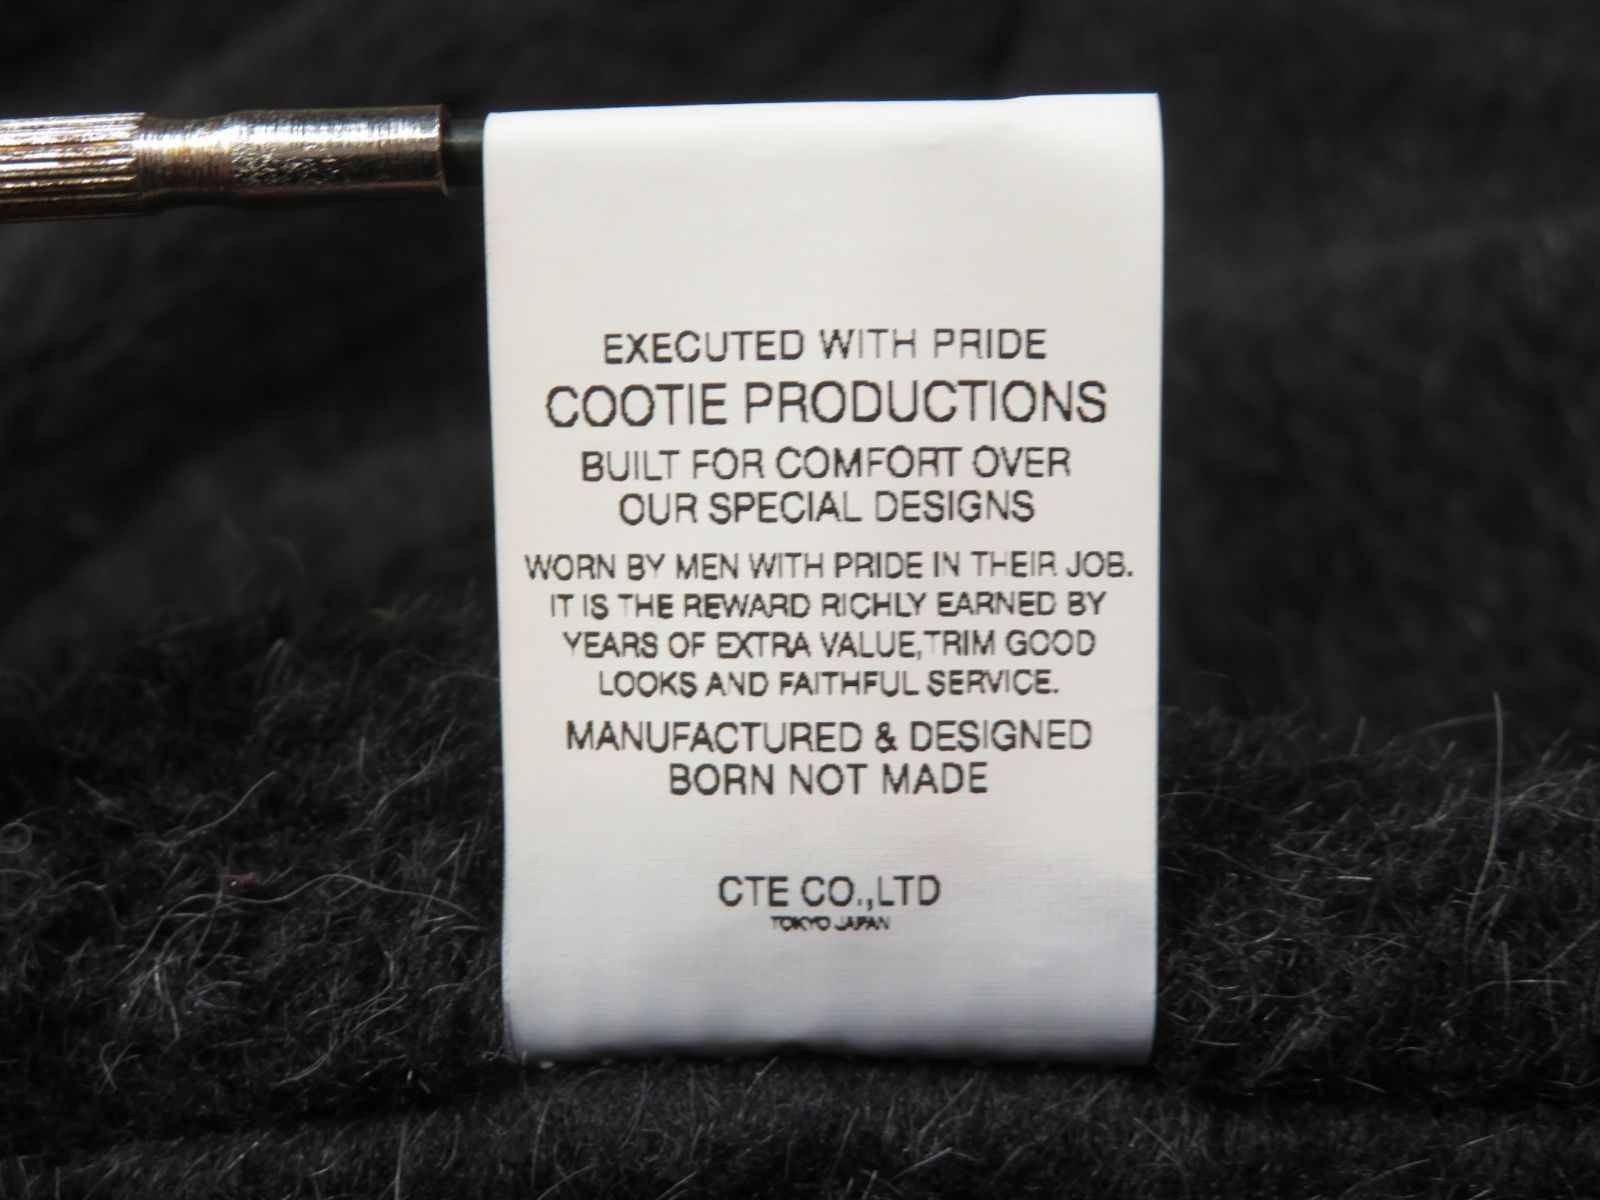 EXECUTED WITH PRIDE
COOTIE PRODUCTIONS
BUILT FOR COMFORT OVER
OUR SPECIAL DESIGNS
WORN BY MEN WITH PRIDE IN THEIR JOB.
IT IS THE REWARD RICHLY EARNED BY
YEARS OF EXTRA VALUE,TRIM GOOD
LOOKS AND FAITHFUL SERVICE.
MANUFACTURED & DESIGNED
BORN NOT MADE
CTE CO.,LTD
TOKYO JAPAN